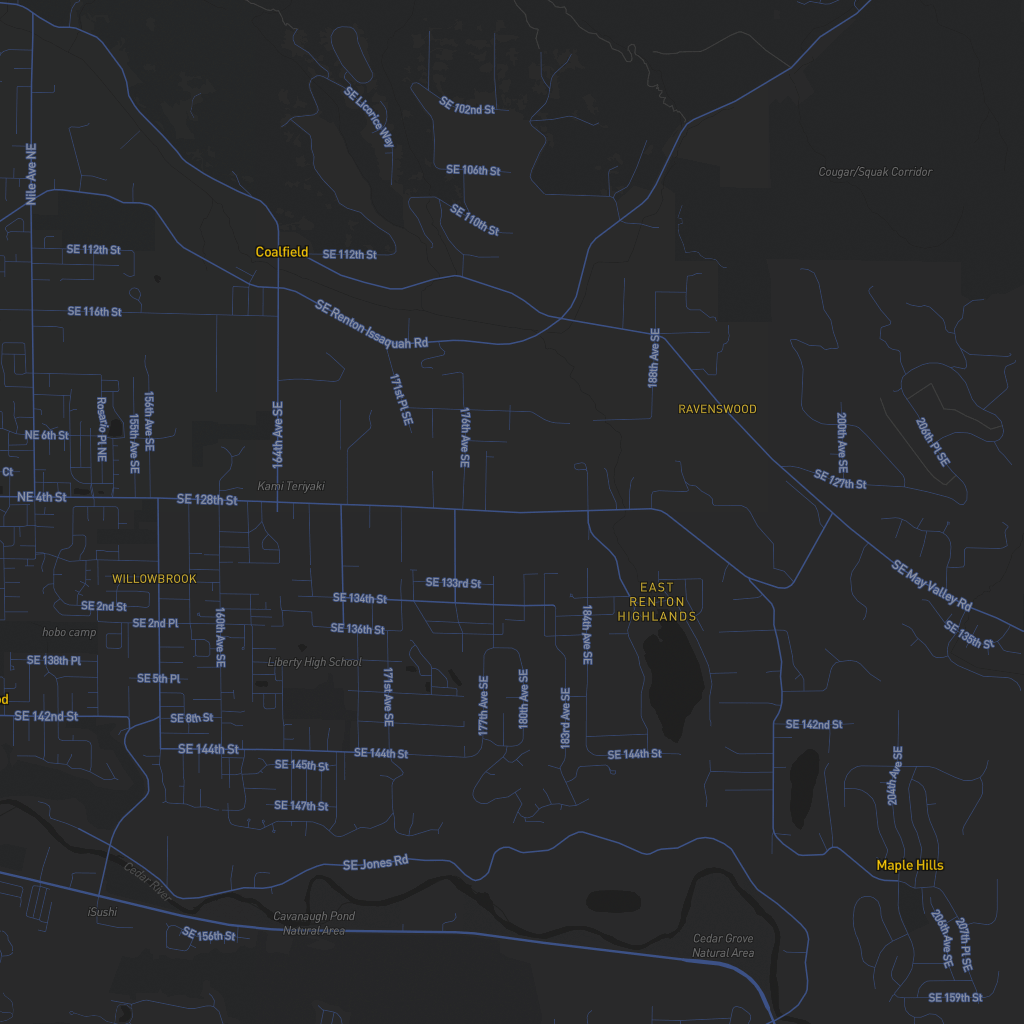 SE Licorice Way
SE 102nd St
Nile Ave NE
SE 106th St
Cougar/Squak Corridor
SE 110th St
SE 112th St
Coalfield
SE 112th St
SE 116th St
SE Renton Issaquah Rd
188th Ave SE
171st Pl SE
RAVENSWOOD
Rosario Pl NE
156th Ave SE
155th Ave SE
164th Ave SE
176th Ave SE
200th Ave SE
206th Pl SE
NE 6th St
Ct
SE 127th St
Kami Teriyaki
NE 4th St
SE 128th St
WILLOWBROOK
SE 133rd St
SE May Valley Rd
EAST
RENTON
HIGHLANDS
SE 2nd St
SE 134th St
SE 2nd Pl
160th Ave SE
SE 136th St
184th Ave SE
SE 135th St
hobo camp
SE 138th Pl
Liberty High School
SE 5th Pl
171st Ave SE
177th Ave SE
180th Ave SE
183rd Ave SE
od
SE 142nd St
SE 8th St
SE 142nd St
SE 144th St
SE 144th St
SE 144th St
SE 145th St
204th Ave SE
SE 147th St
SE Jones Rd
Maple Hills
Cedar River
iSushi
Cavanaugh Pond
Natural Area
SE 156th St
Cedar Grove
Natural Area
206th Ave SE
207th Pl SE
SE 159th St